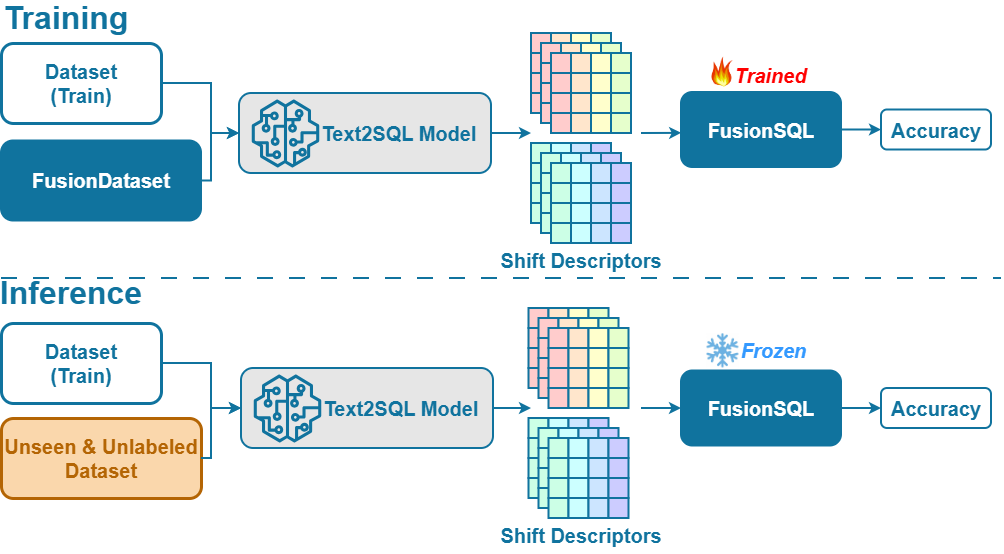 Training
Dataset
(Train)
FusionDataset
Text2SQL Model
Shift Descriptors
Trained
FusionSQL
Accuracy
Inference
Dataset
(Train)
Unseen & Unlabeled
Dataset
Text2SQL Model
Shift Descriptors
Frozen
FusionSQL
Accuracy